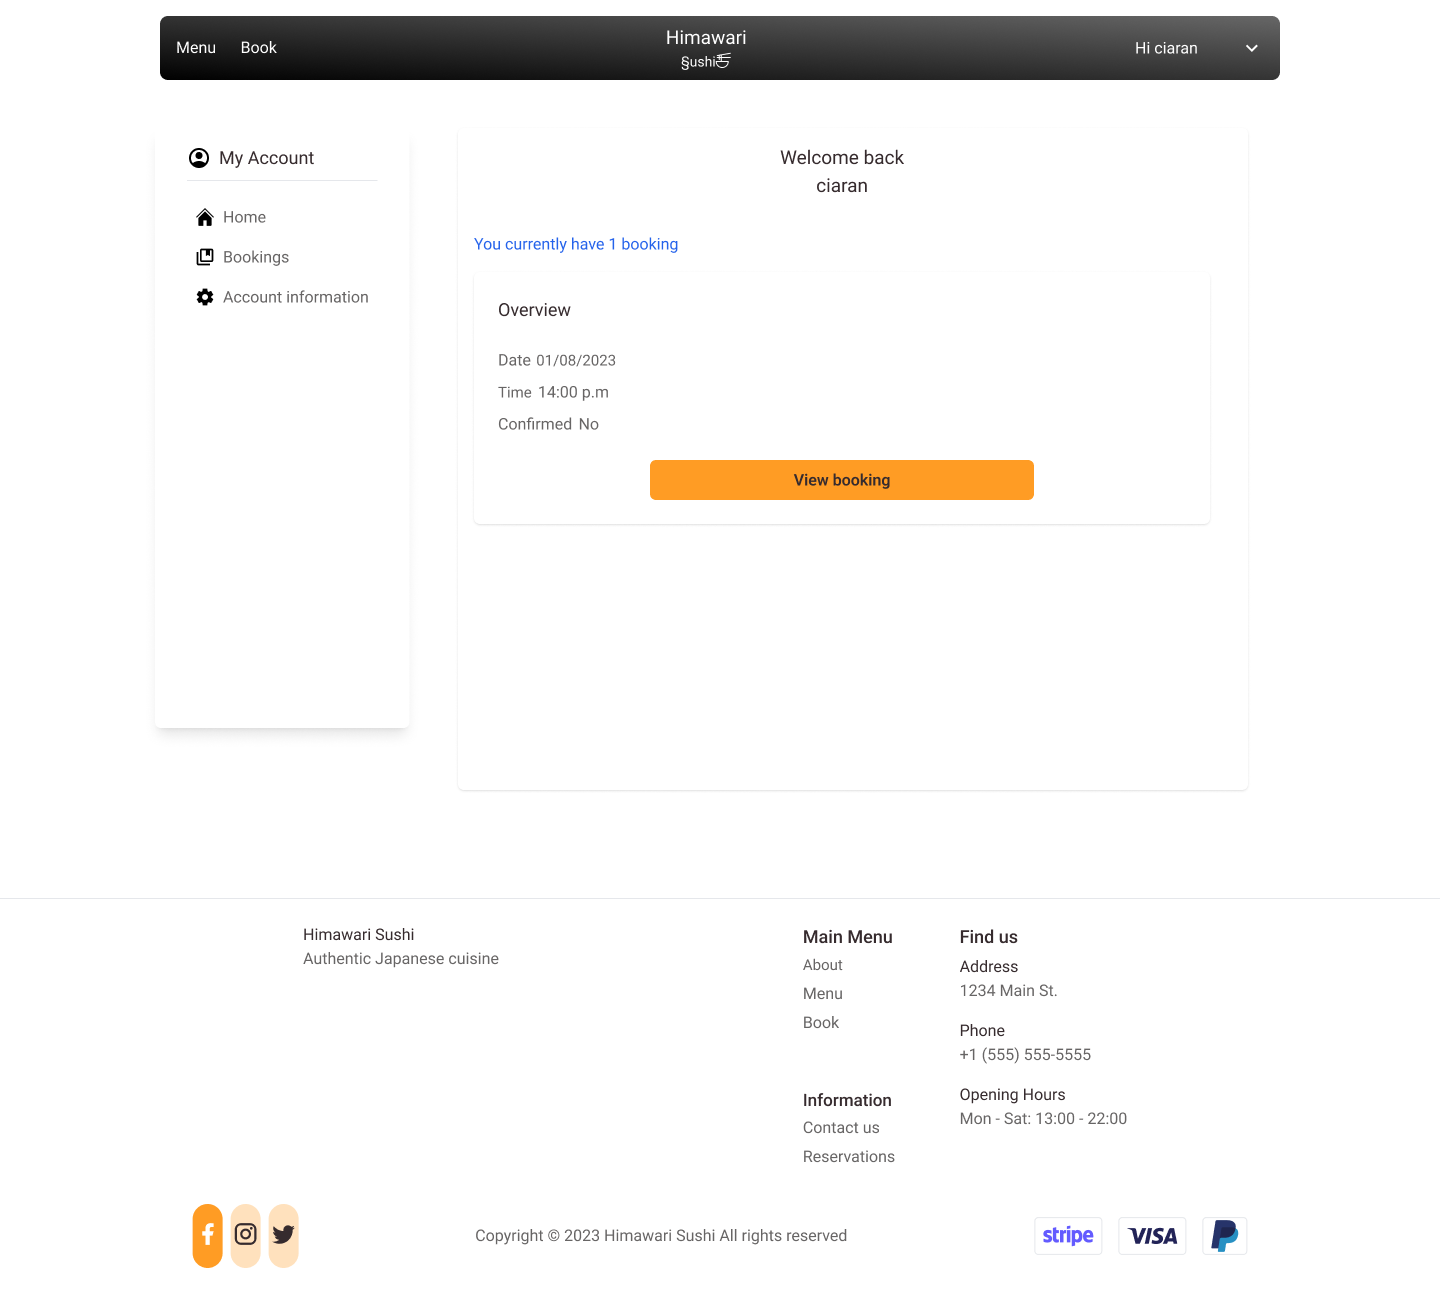 Menu Book
Himawari
Sushi
Hi ciaran
My Account
Home
Bookings
Account information
Welcome back
ciaran
You currently have 1 booking
Overview
Date 01/08/2023
Time 14:00 p.m
Confirmed No
View booking
Himawari Sushi
Authentic Japanese cuisine
Main Menu
About
Menu
Book
Information
Contact us
Reservations
Find us
Address
1234 Main St.
Phone
+1 (555) 555-5555
Opening Hours
Mon - Sat: 13:00 - 22:00
Copyright © 2023 Himawari Sushi All rights reserved
stripe
VISA